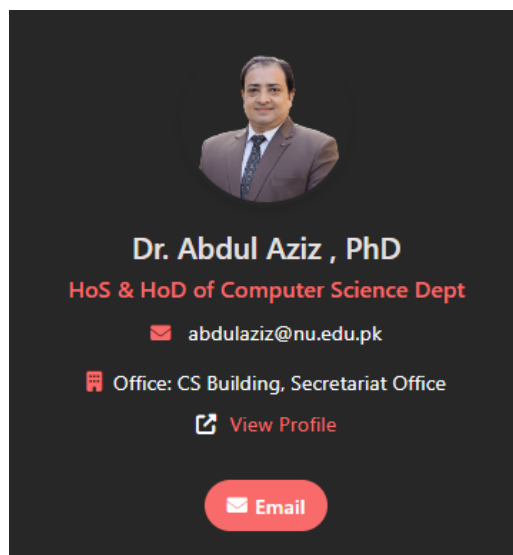 Dr. Abdul Aziz , PhD
HoS & HoD of Computer Science Dept
abdulaziz@nu.edu.pk
Office: CS Building, Secretariat Office
View Profile
Email